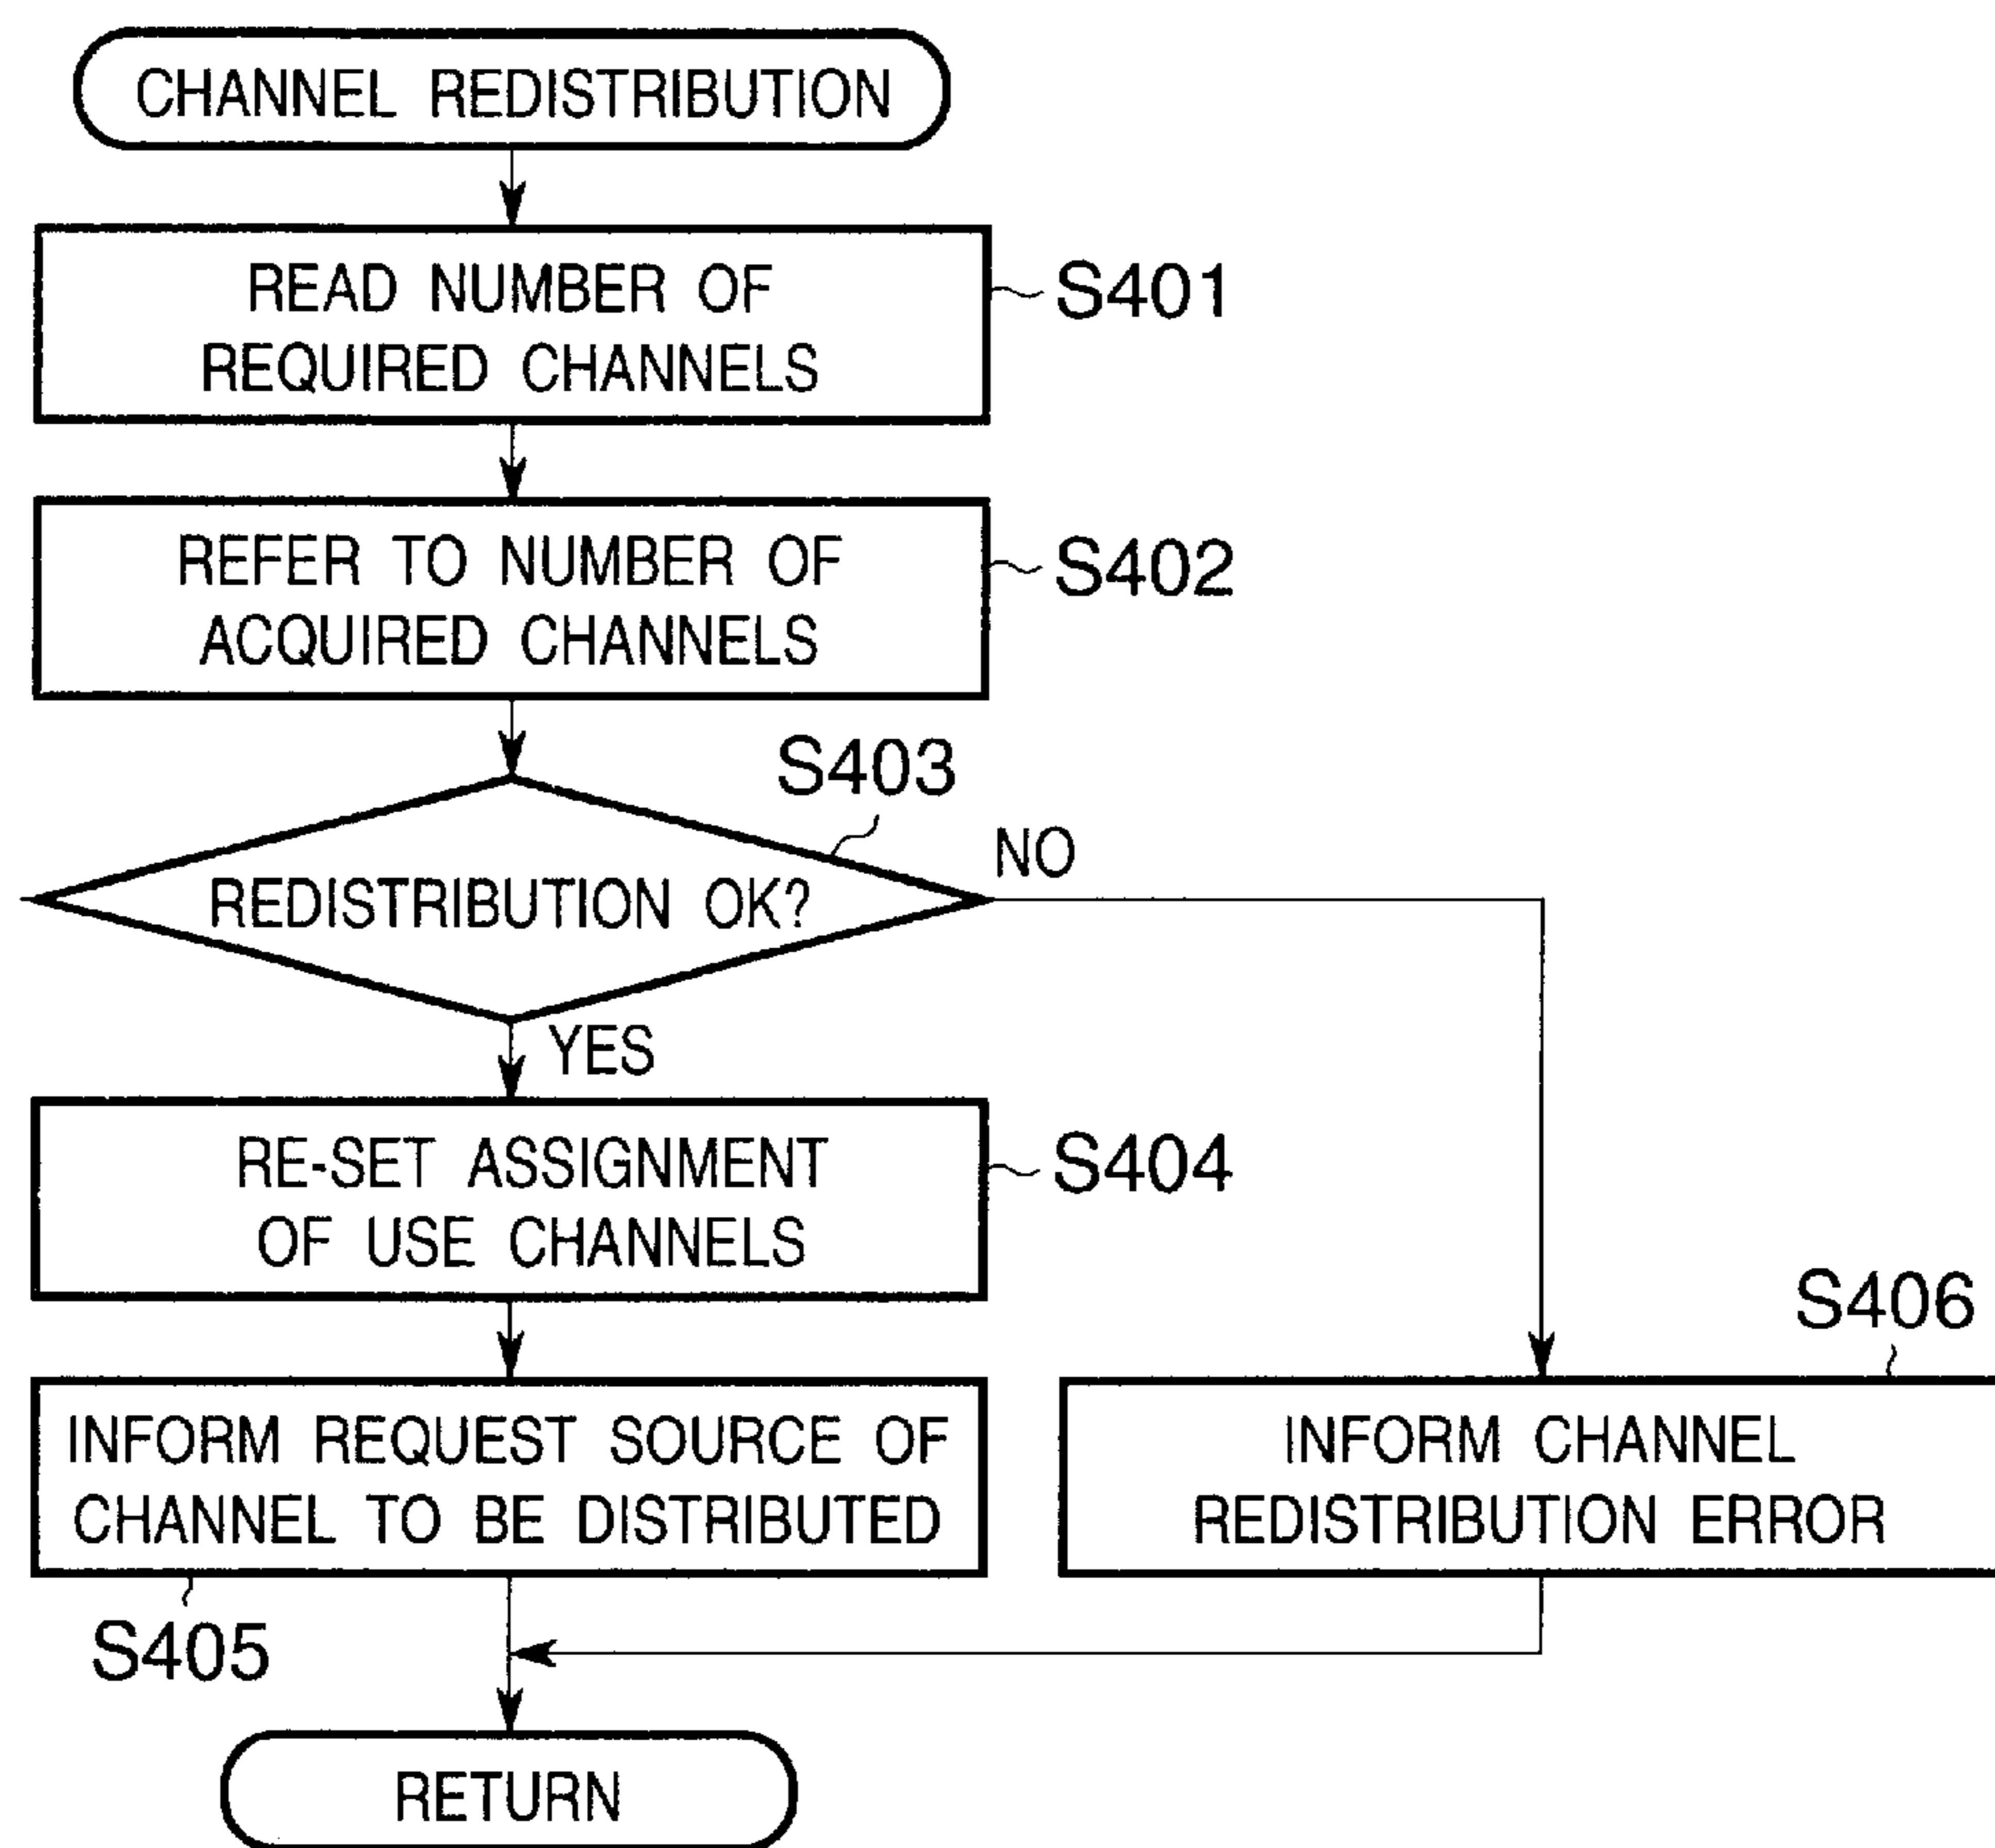 CHANNEL REDISTRIBUTION
READ NUMBER OF
REQUIRED CHANNELS
S401
REFER TO NUMBER OF
ACQUIRED CHANNELS
S402
S403
REDISTRIBUTION OK?
NO
YES
RE-SET ASSIGNMENT
OF USE CHANNELS
S404
INFORM REQUEST SOURCE OF
CHANNEL TO BE DISTRIBUTED
S405
S406
INFORM CHANNEL
REDISTRIBUTION ERROR
RETURN